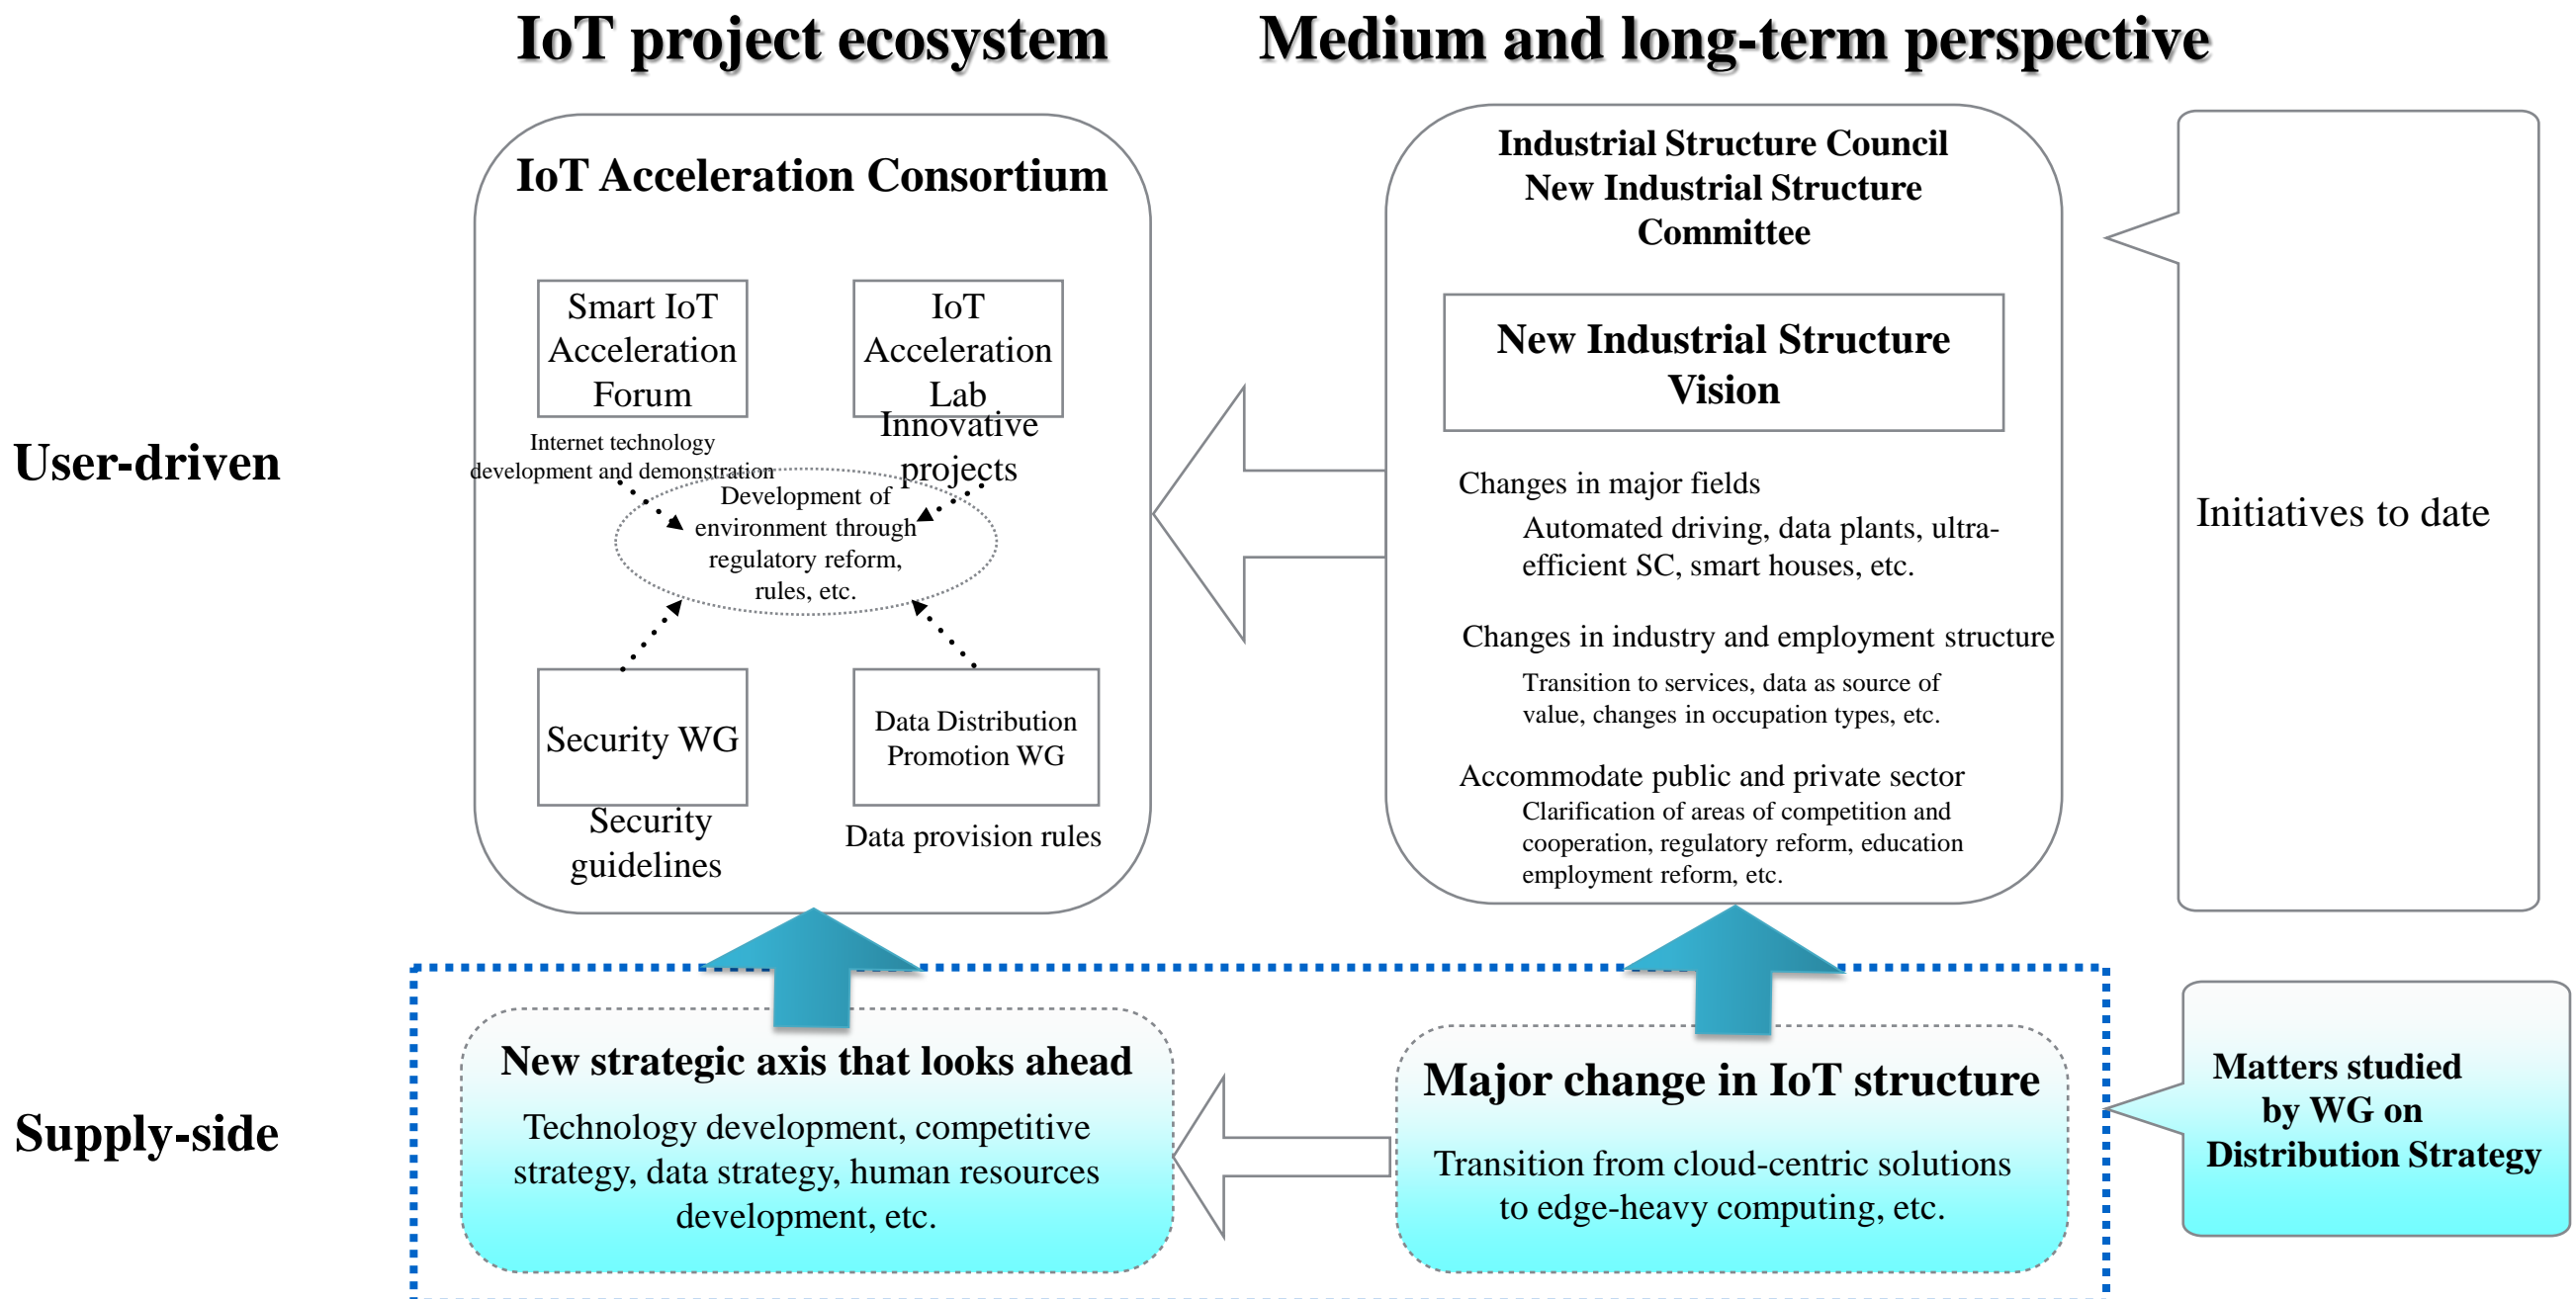 IoT project ecosystem
Medium and long-term perspective
User-driven
IoT Acceleration Consortium
Smart IoT
Acceleration
Forum
IoT
Acceleration
Lab
Internet technology
development and demonstration
Innovative
projects
Development of
environment through
regulatory reform,
rules, etc.
Security WG
Data Distribution
Promotion WG
Security
guidelines
Data provision rules
Industrial Structure Council
New Industrial Structure
Committee
New Industrial Structure
Vision
Changes in major fields
Automated driving, data plants, ultra-
efficient SC, smart houses, etc.
Changes in industry and employment structure
Transition to services, data as source of
value, changes in occupation types, etc.
Accommodate public and private sector
Clarification of areas of competition and
cooperation, regulatory reform, education
employment reform, etc.
Initiatives to date
Supply-side
New strategic axis that looks ahead
Technology development, competitive
strategy, data strategy, human resources
development, etc.
Major change in IoT structure
Transition from cloud-centric solutions
to edge-heavy computing, etc.
Matters studied
by WG on
Distribution Strategy